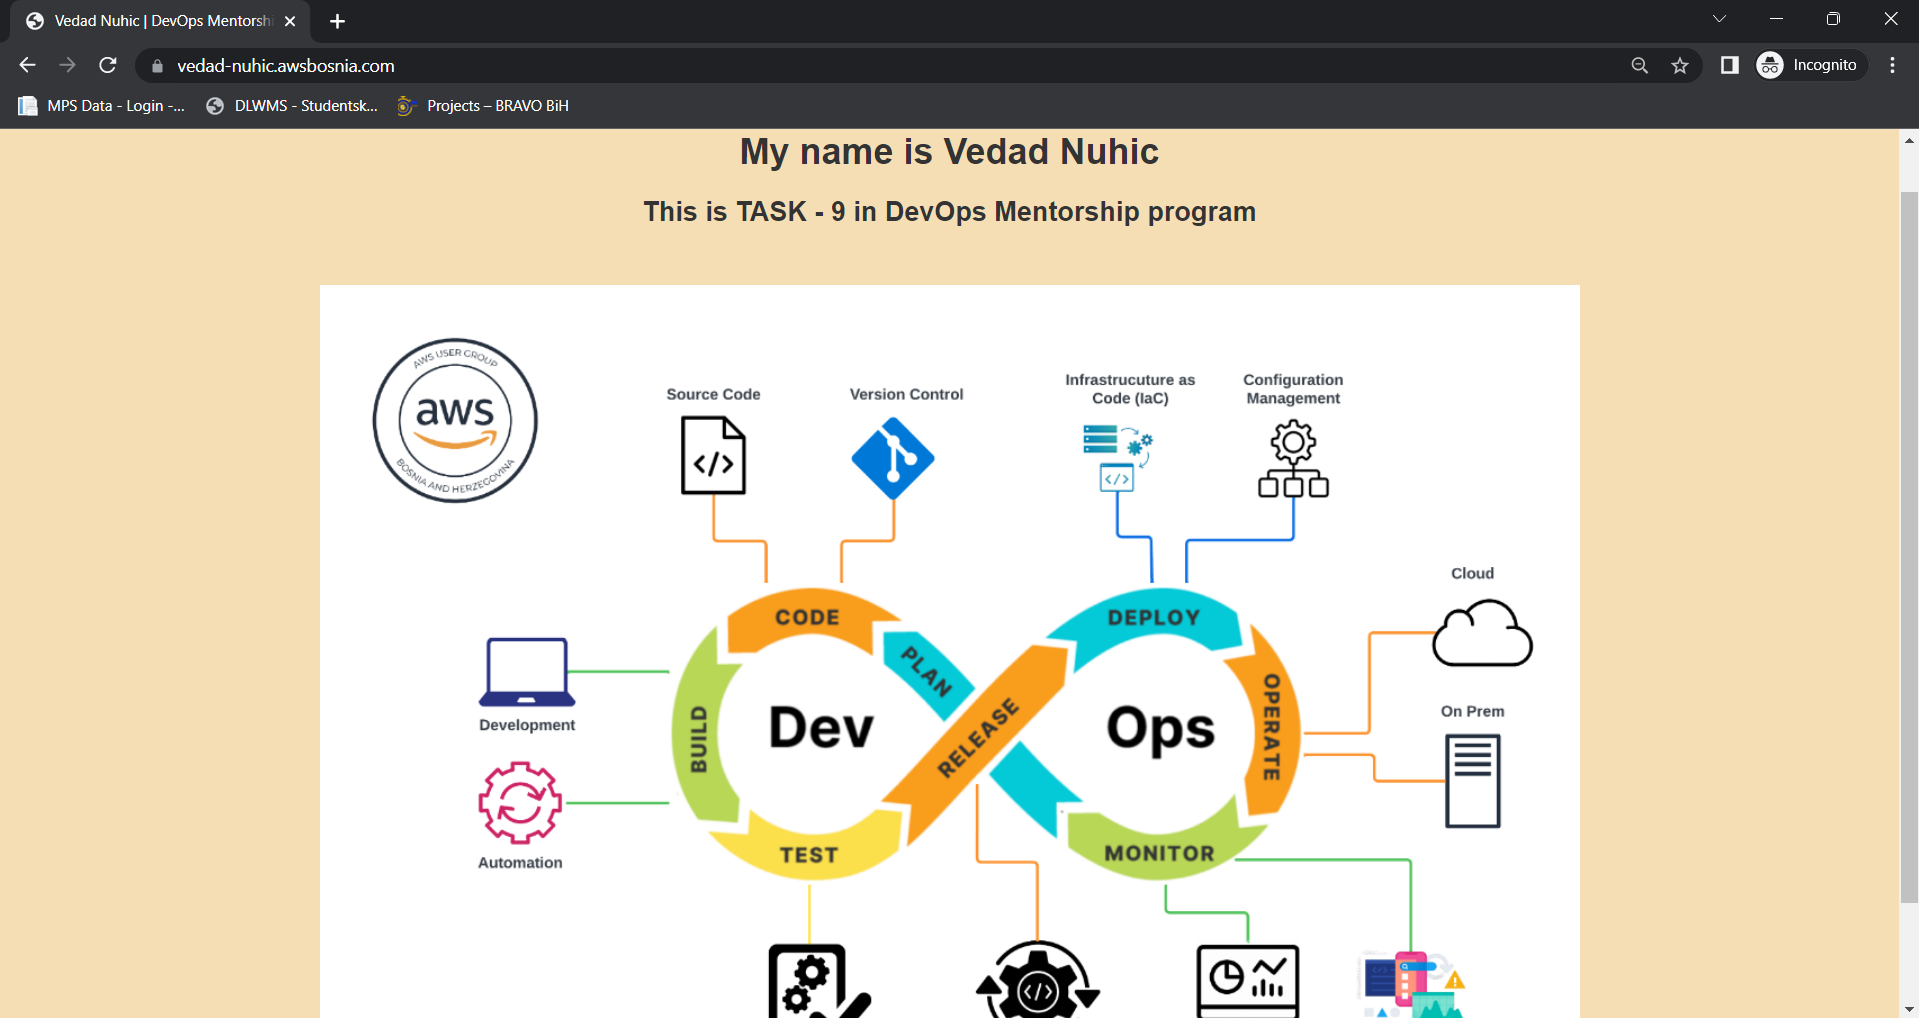 Vedad Nuhic | DevOps Mentorshi
vedad-nuhic.awsbosnia.com
Incognito
MPS Data - Login -...
DLWMS - Studentsk...
Projects – BRAVO BiH
My name is Vedad Nuhic
This is TASK - 9 in DevOps Mentorship program
AWS USER GROUP
aws
BOSNIA AND HERZEGOVINA
Source Code
Version Control
Infrastrucuture as
Code (IaC)
Configuration
Management
Cloud
CODE
DEPLOY
PLAN
OPERATE
On Prem
Development
BUILD
Dev
RELEASE
Ops
Automation
TEST
MONITOR